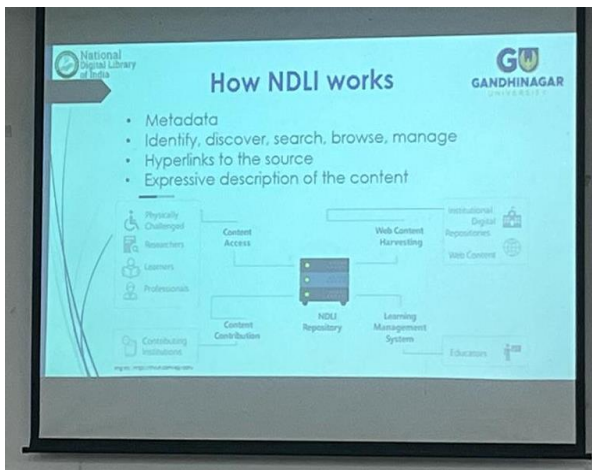 National
Digital Library
of India
GU
GANDHINAGAR
UNIVERSITY
How NDLI works
• Metadata
• Identify, discover, search, browse, manage
• Hyperlinks to the source
• Expressive description of the content
Physically
Challenged
Researchers
Learners
Professionals
Content
Access
Web Content
Harvesting
Institutional
Digital
Repositories
Web Content
NDLI
Repository
Content
Contribution
Learning
Management
System
Contributing
Institutions
Educators